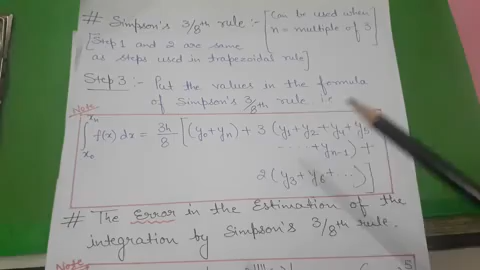 # Simpson's 3/8th rule :- [Can be used when
n = multiple of 3]
[Step 1 and 2 are same
as steps used in trapezoidal rule]
Step 3 :- Put the values in the formula
of Simpson's 3/8th rule i.e
Note
∫x₀^xₙ f(x) dx = 3h/8 [(y₀+yₙ) + 3 (y₁+y₂+y₄+y₅
.....+yₙ₋₁) +
2(y₃+y₆+...)]
# The Error in the Estimation of the
integration by Simpson's 3/8th rule.
Note
5